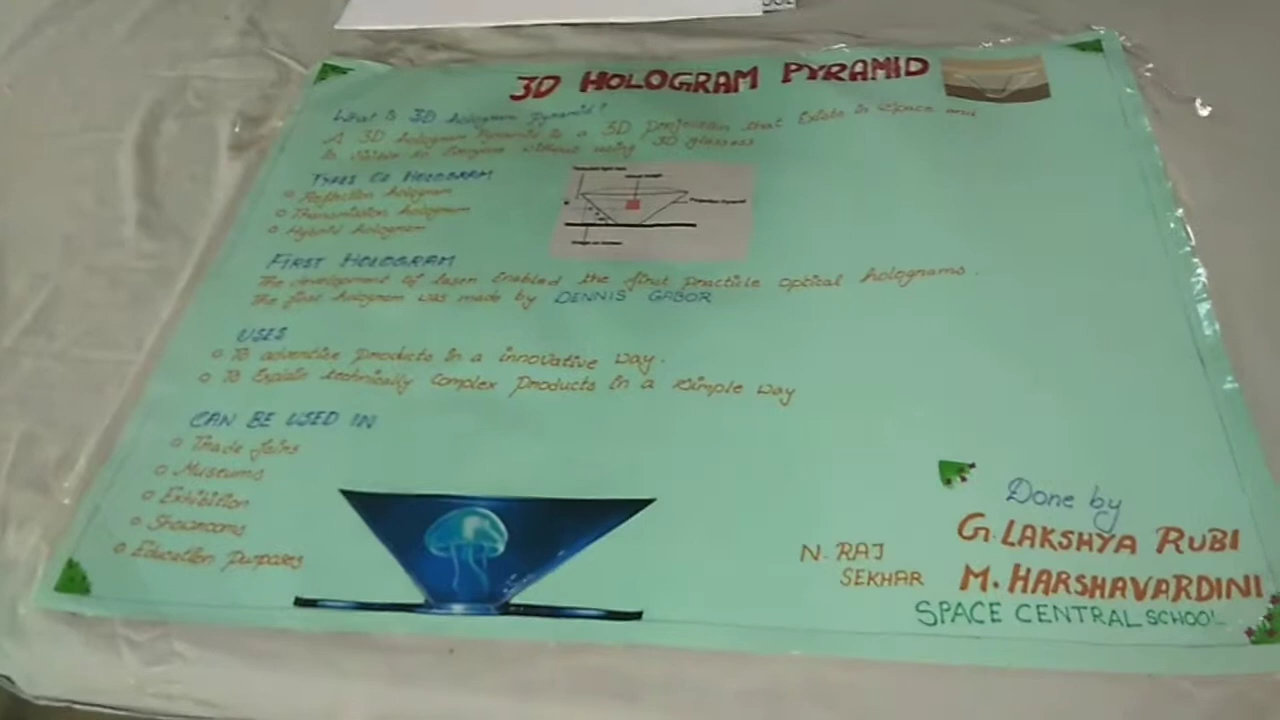 3D HOLOGRAM PYRAMID
What is 3D hologram pyramid?
A 3D hologram pyramid is a 3D projection that exists in space and
is visible to everyone without using 3D glasses
TYPES OF HOLOGRAM
Reflection hologram
Transmission hologram
Hybrid hologram
FIRST HOLOGRAM
The development of laser enabled the first practicle optical holograms.
The first hologram was made by DENNIS GABOR
USES
To advertise products in a innovative way.
To Explain technically complex products in a simple way
CAN BE USED IN
Trade fairs
Museums
Exhibition
Showrooms
Education purposes
Done by
G. LAKSHYA RUBI
N. RAJ
SEKHAR
M. HARSHAVARDINI
SPACE CENTRAL SCHOOL